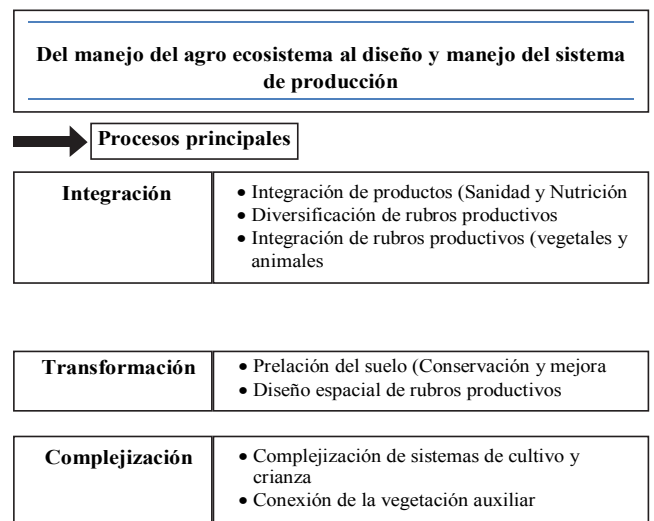 Del manejo del agro ecosistema al diseño y manejo del sistema
de producción
Procesos principales
Integración
• Integración de productos (Sanidad y Nutrición
• Diversificación de rubros productivos
• Integración de rubros productivos (vegetales y
animales
Transformación
• Prelación del suelo (Conservación y mejora
• Diseño espacial de rubros productivos
Complejización
• Complejización de sistemas de cultivo y
crianza
• Conexión de la vegetación auxiliar